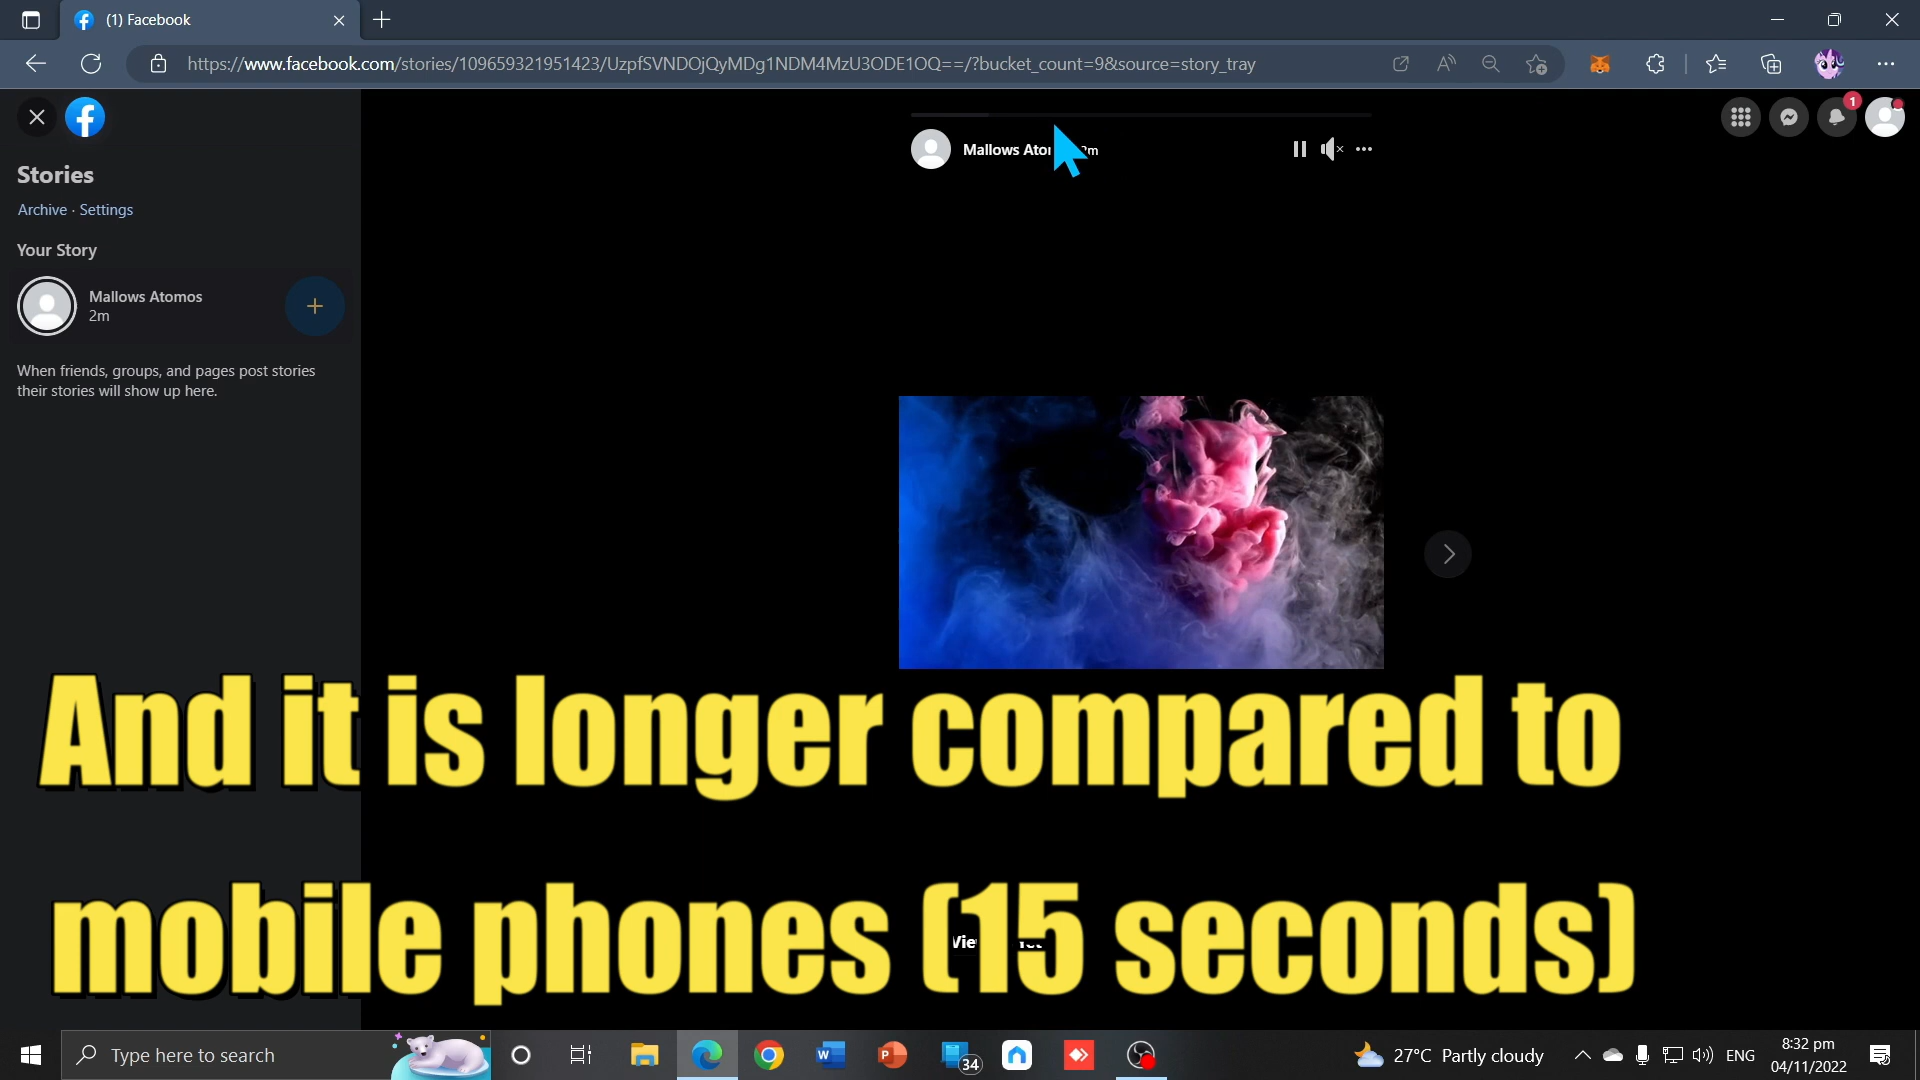 (1) Facebook
https://www.facebook.com/stories/109659321951423/UzpfSVNDOjQyMDg1NDM4MzU3ODE1OQ==/?bucket_count=9&source=story_tray
1
Mallows
Stories
Archive · Settings
Your Story
Mallows Atomos
2m
When friends, groups, and pages post stories
their stories will show up here.
And it is longer compared to
mobile phones (15 seconds)
Type here to search
34
27°C Partly cloudy
ENG
8:32 pm
04/11/2022